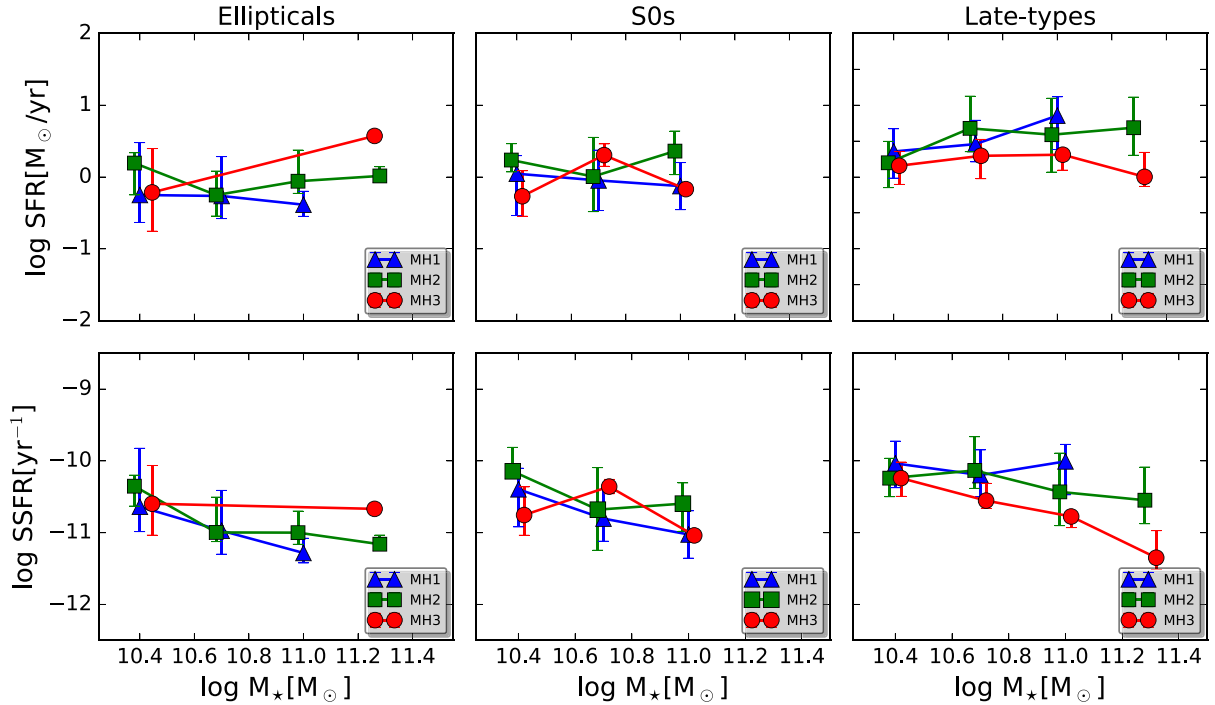 Ellipticals
S0s
Late-types
2
1
0
−1
−2
log SFR[M⊙/yr]
MH1
MH2
MH3
MH1
MH2
MH3
MH1
MH2
MH3
−9
−10
−11
−12
log SSFR[yr⁻¹]
MH1
MH2
MH3
MH1
MH2
MH3
MH1
MH2
MH3
10.4 10.6 10.8 11.0 11.2 11.4
10.4 10.6 10.8 11.0 11.2 11.4
10.4 10.6 10.8 11.0 11.2 11.4
log M⋆[M⊙]
log M⋆[M⊙]
log M⋆[M⊙]